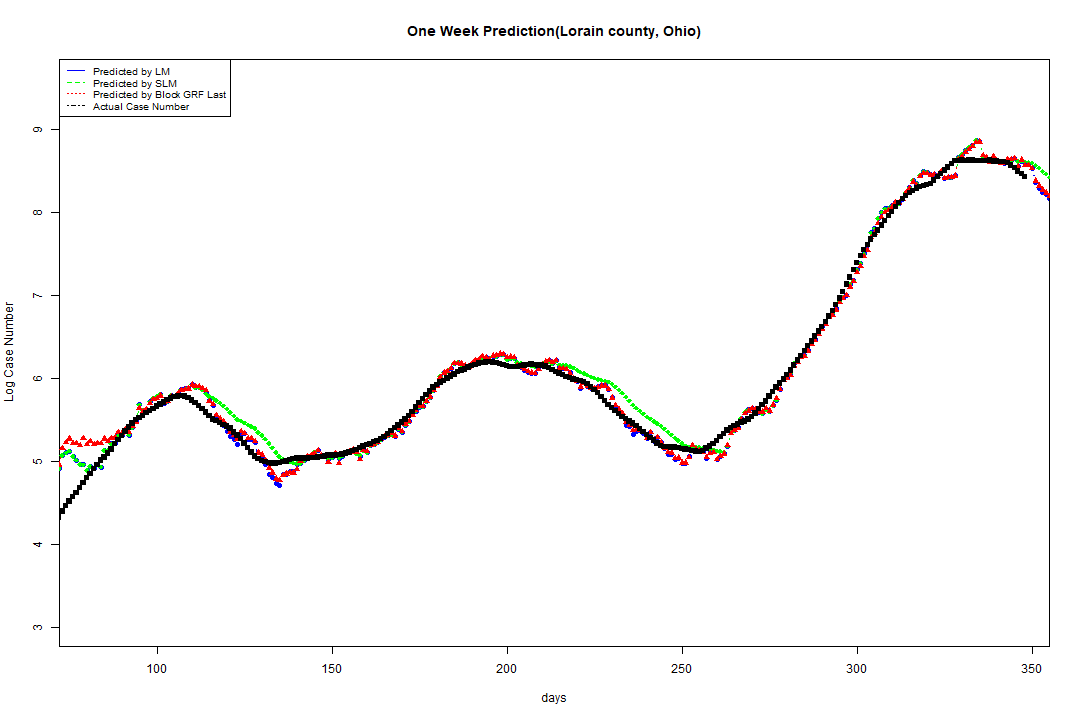 One Week Prediction(Lorain county, Ohio)
Predicted by LM
Predicted by SLM
Predicted by Block GRF Last
Actual Case Number
9
8
7
6
5
4
3
Log Case Number
100 150 200 250 300 350
days